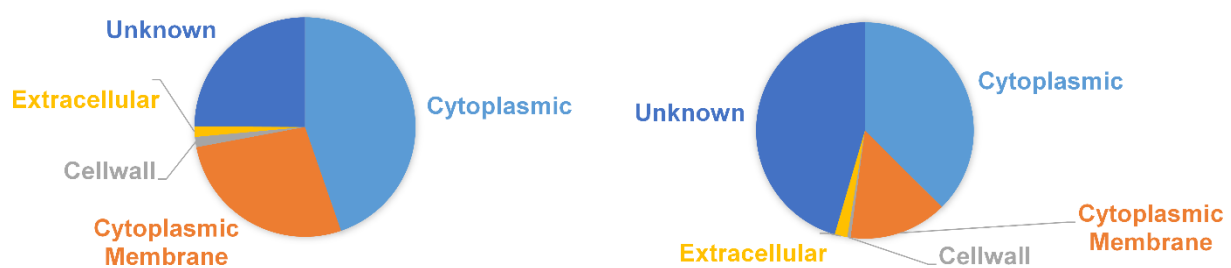 Unknown
Extracellular
Cytoplasmic
Cellwall
Cytoplasmic
Membrane
Cytoplasmic
Unknown
Cytoplasmic
Membrane
Extracellular
Cellwall